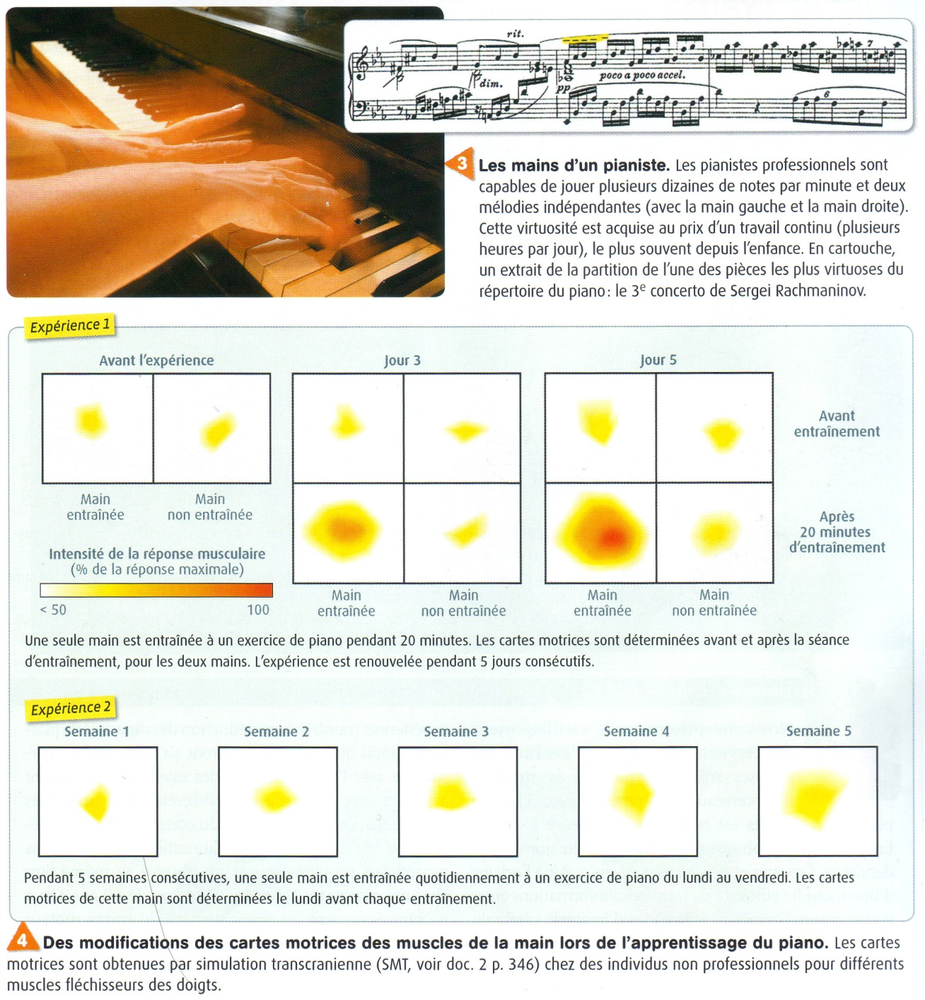 rit.
dim.
pp
poco a poco accel.
7
6
3 Les mains d'un pianiste. Les pianistes professionnels sont
capables de jouer plusieurs dizaines de notes par minute et deux
mélodies indépendantes (avec la main gauche et la main droite).
Cette virtuosité est acquise au prix d'un travail continu (plusieurs
heures par jour), le plus souvent depuis l'enfance. En cartouche,
un extrait de la partition de l'une des pièces les plus virtuoses du
répertoire du piano : le 3e concerto de Sergei Rachmaninov.
Expérience 1
Avant l'expérience
Jour 3
Jour 5
Avant
entraînement
Main
entraînée
Main
non entraînée
Après
20 minutes
d'entraînement
Intensité de la réponse musculaire
(% de la réponse maximale)
< 50
100
Main
entraînée
Main
non entraînée
Main
entraînée
Main
non entraînée
Une seule main est entraînée à un exercice de piano pendant 20 minutes. Les cartes motrices sont déterminées avant et après la séance
d'entraînement, pour les deux mains. L'expérience est renouvelée pendant 5 jours consécutifs.
Expérience 2
Semaine 1
Semaine 2
Semaine 3
Semaine 4
Semaine 5
Pendant 5 semaines consécutives, une seule main est entraînée quotidiennement à un exercice de piano du lundi au vendredi. Les cartes
motrices de cette main sont déterminées le lundi avant chaque entraînement.
4 Des modifications des cartes motrices des muscles de la main lors de l'apprentissage du piano. Les cartes
motrices sont obtenues par simulation transcranienne (SMT, voir doc. 2 p. 346) chez des individus non professionnels pour différents
muscles fléchisseurs des doigts.